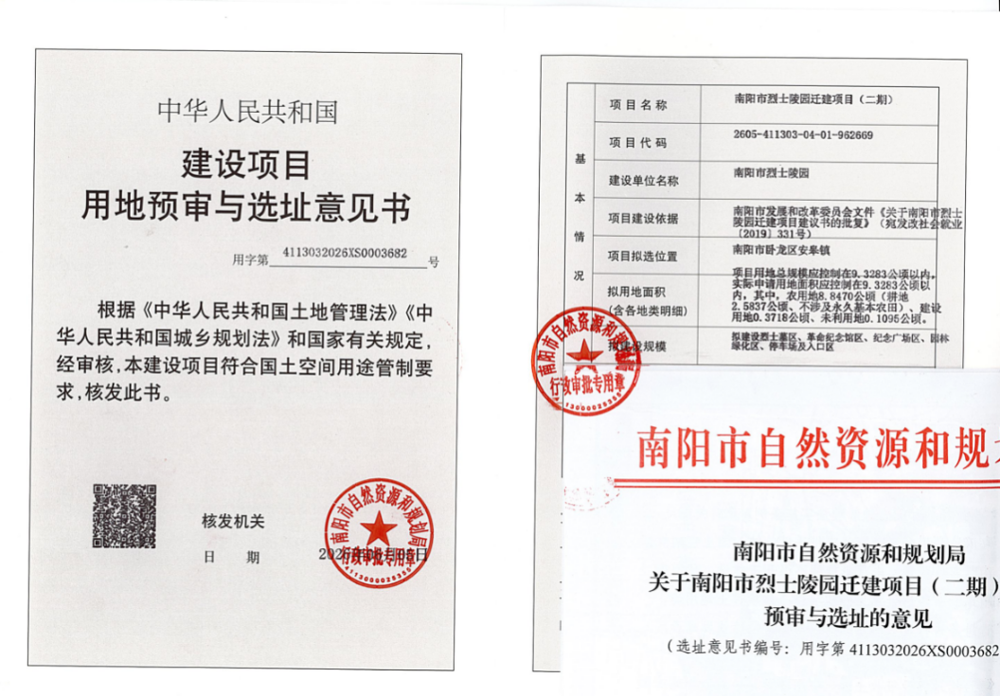 中华人民共和国
建设项目
用地预审与选址意见书
用字第 4113032026XS0003682 号
根据《中华人民共和国土地管理法》《中
华人民共和国城乡规划法》和国家有关规定,
经审核,本建设项目符合国土空间用途管制要
求,核发此书。
核发机关
日 期
南阳市自然资源和规划局
行政审批专用章
基本情况
项目名称 南阳市烈士陵园迁建项目（二期）
项目代码 2605-411303-04-01-962669
建设单位名称 南阳市烈士陵园
项目建设依据 南阳市发展和改革委员会文件《关于南阳市烈士
陵园迁建项目建议书的批复》（宛发改社会就业
〔2019〕331号）
项目拟选位置 南阳市卧龙区安皋镇
拟用地面积
(含各地类明细)
项目用地总规模应控制在9.3283公顷以内,
实际申请用地面积应控制在9.3283公顷以
内，其中，农用地8.8470公顷（耕地
2.5837公顷、不涉及永久基本农田）、建设
用地0.3718公顷、未利用地0.1095公顷。
拟建设规模
拟建设烈士墓区、革命纪念馆区、纪念广场区、园林
绿化区、停车场及入口区
南阳市自然资源和规划局
行政审批专用章
南阳市自然资源和规
南阳市自然资源和规划局
关于南阳市烈士陵园迁建项目（二期）
预审与选址的意见
（选址意见书编号：用字第 4113032026XS0003682